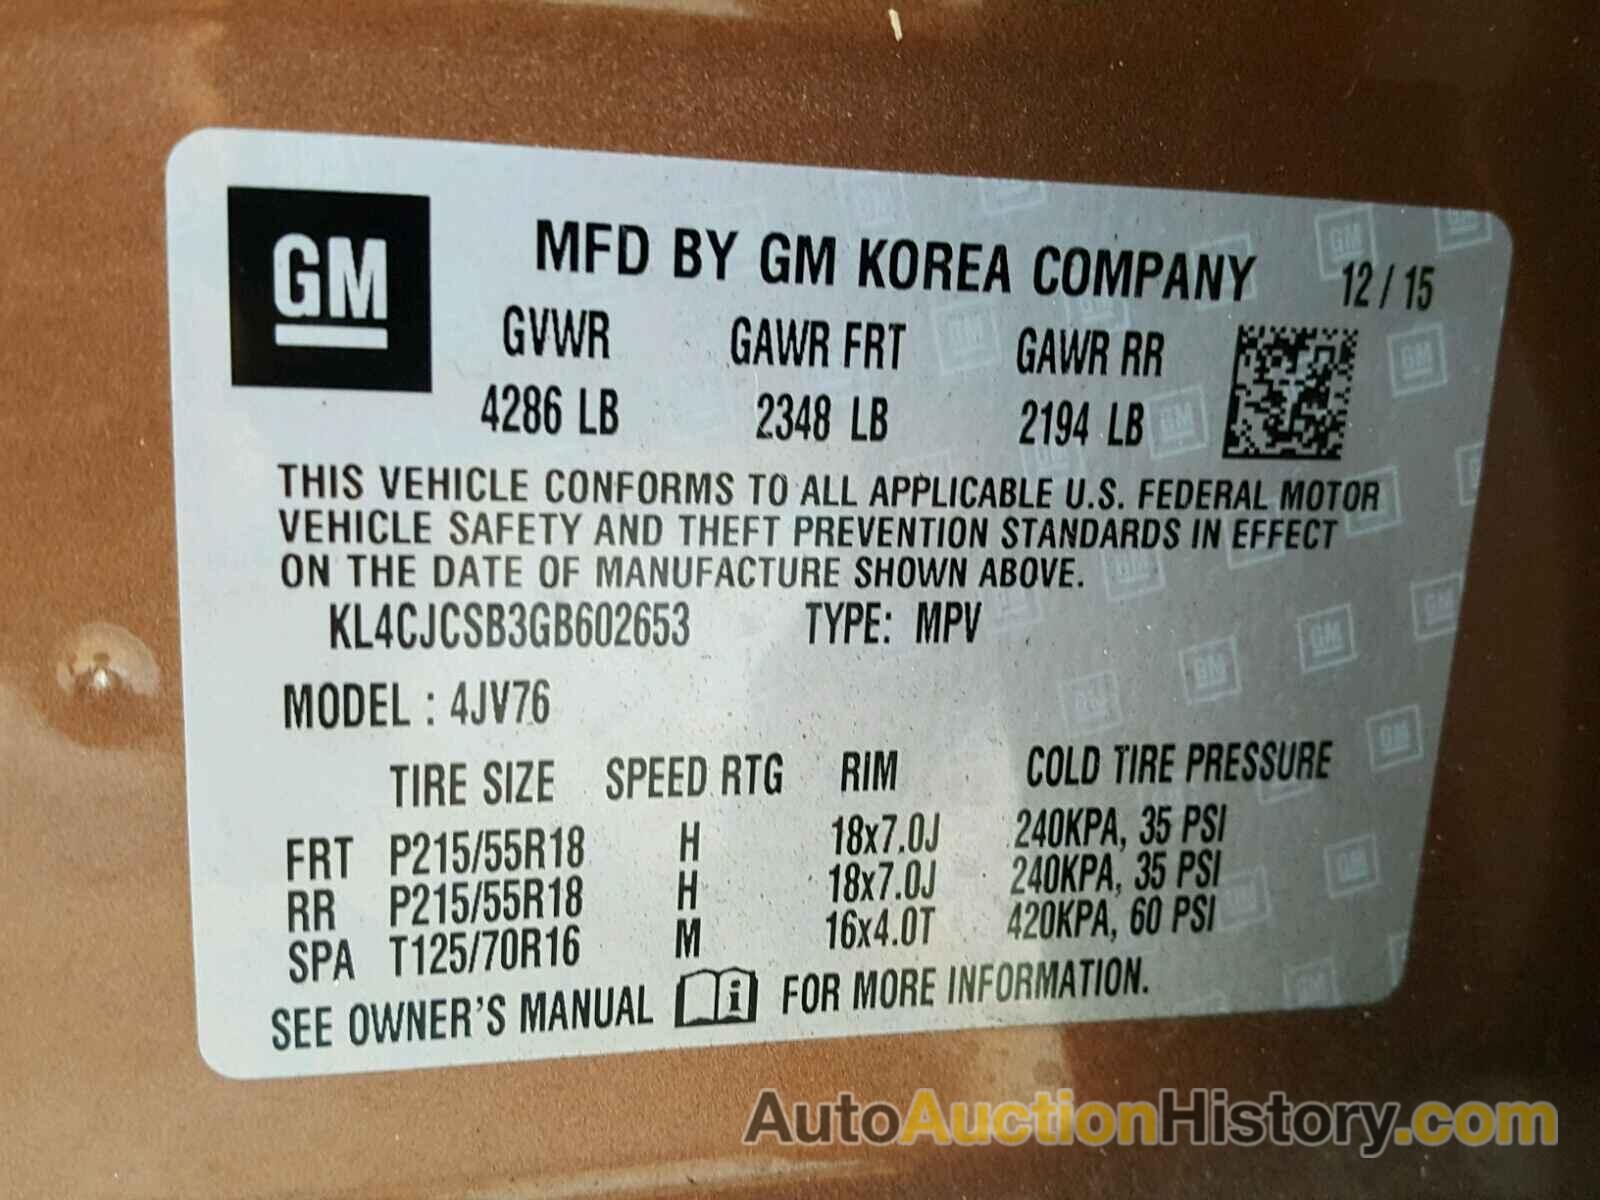 GM
MFD BY GM KOREA COMPANY 12/15
GVWR GAWR FRT GAWR RR
4286 LB 2348 LB 2194 LB
THIS VEHICLE CONFORMS TO ALL APPLICABLE U.S. FEDERAL MOTOR
VEHICLE SAFETY AND THEFT PREVENTION STANDARDS IN EFFECT
ON THE DATE OF MANUFACTURE SHOWN ABOVE.
KL4CJCSB3GB602653 TYPE: MPV
MODEL : 4JV76
TIRE SIZE SPEED RTG RIM COLD TIRE PRESSURE
FRT P215/55R18 H 18x7.0J 240KPA, 35 PSI
RR P215/55R18 H 18x7.0J 240KPA, 35 PSI
SPA T125/70R16 M 16x4.0T 420KPA, 60 PSI
SEE OWNER'S MANUAL i FOR MORE INFORMATION.
AutoAuctionHistory.com